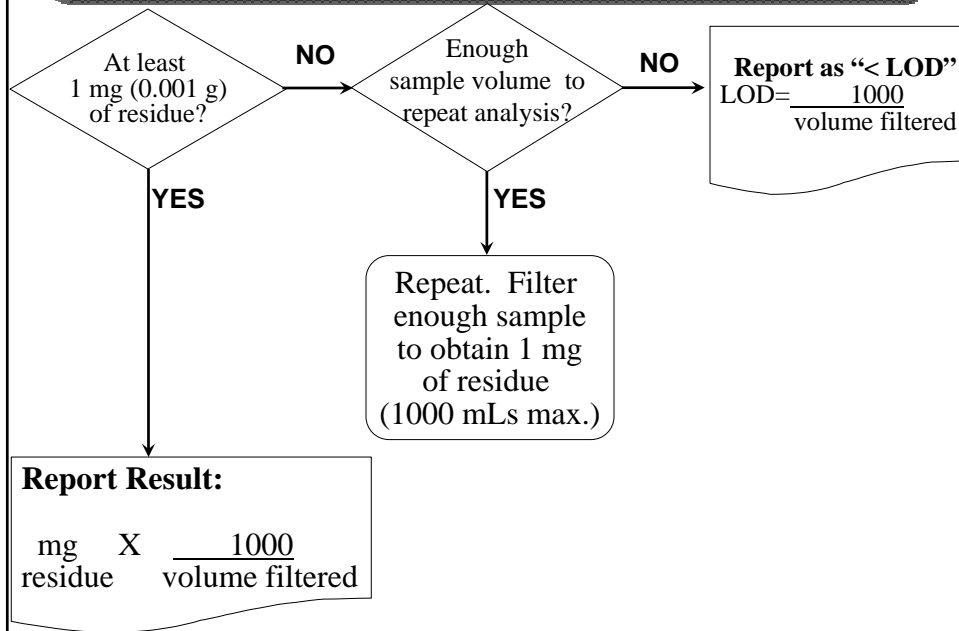 At least
1 mg (0.001 g)
of residue?
NO
Enough
sample volume to
repeat analysis?
NO
Report as “< LOD”
LOD= 1000
volume filtered
YES
YES
Repeat. Filter
enough sample
to obtain 1 mg
of residue
(1000 mLs max.)
Report Result:
mg X 1000
residue volume filtered